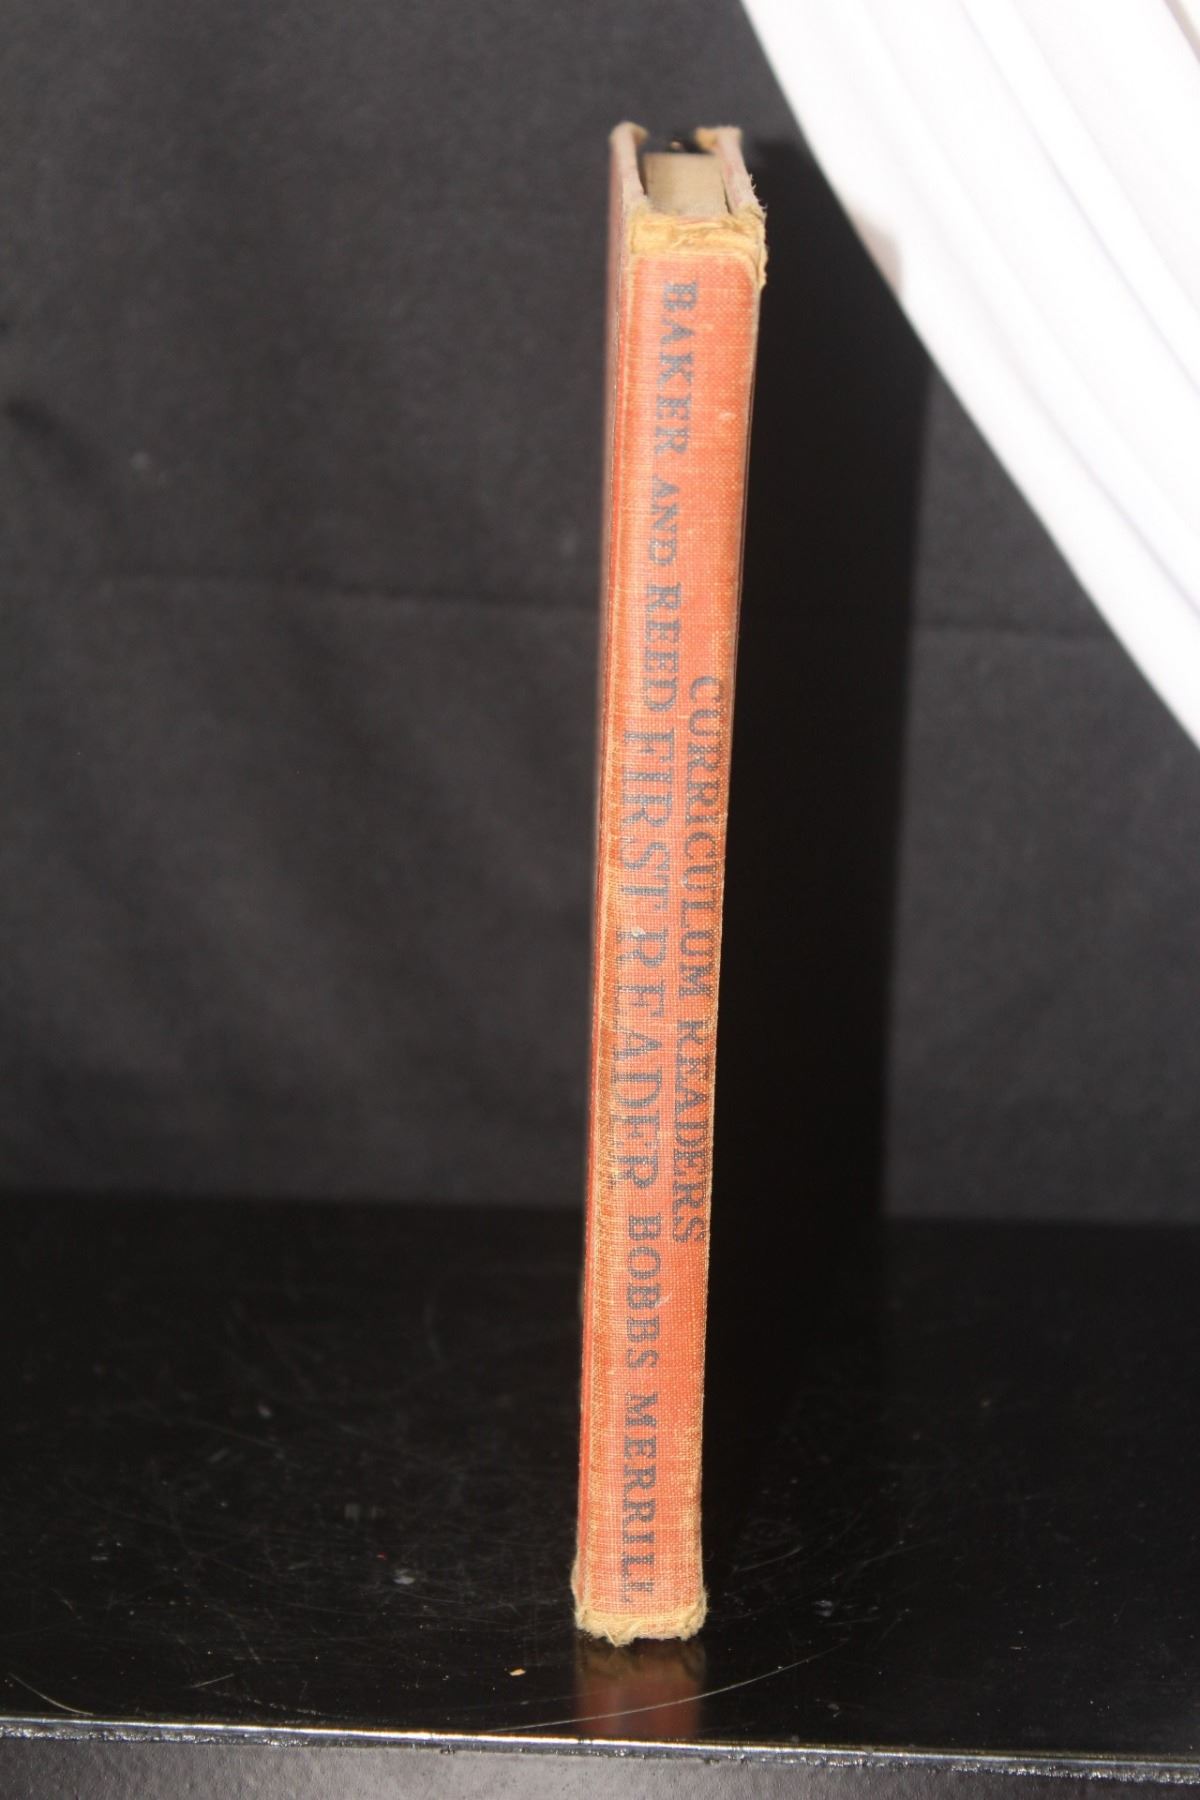 CURRICULUM READERS
BAKER AND REED FIRST READER BOBBS MERRILL